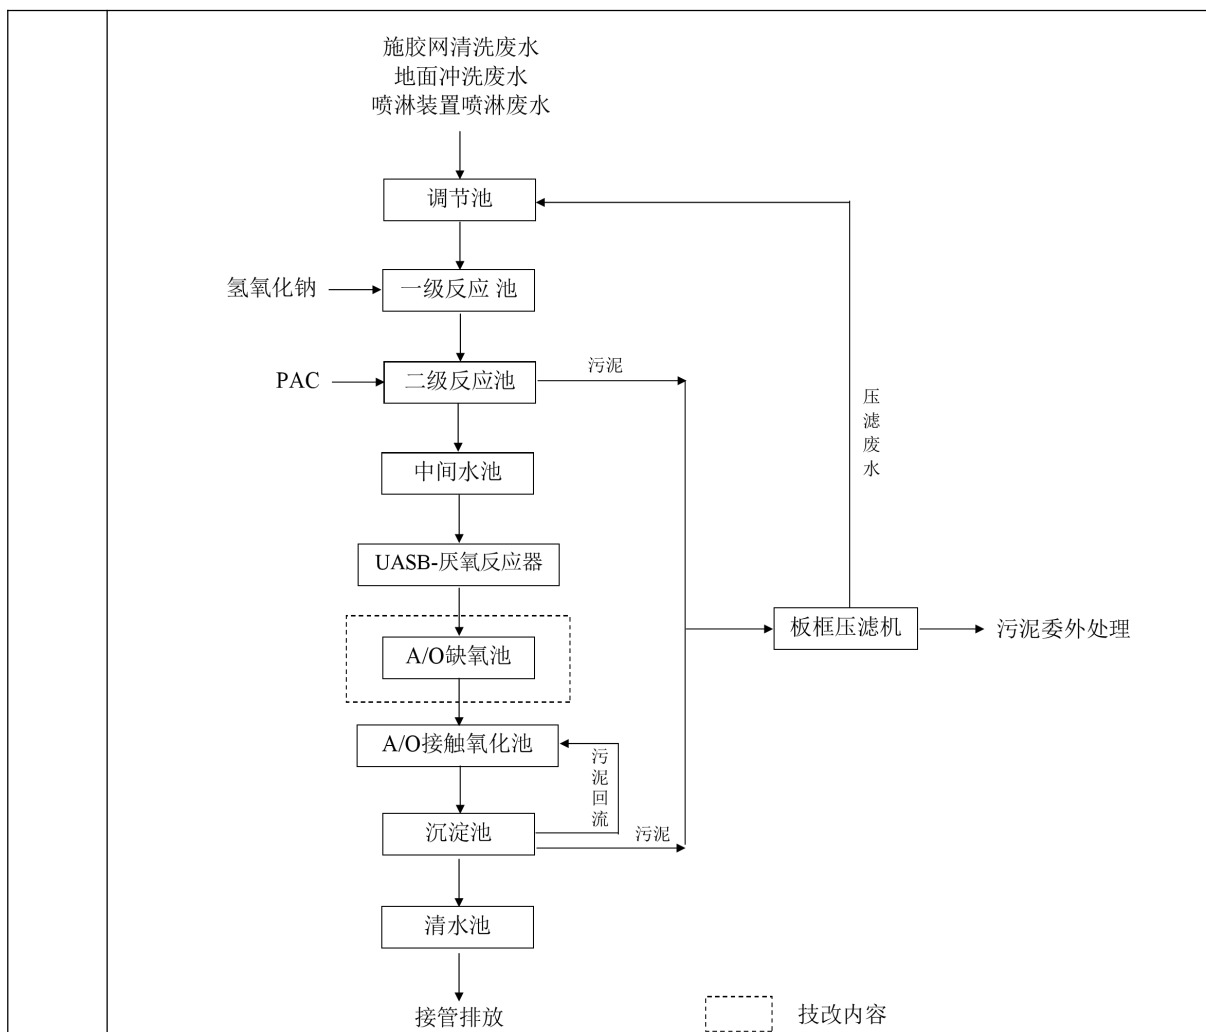 施胶网清洗废水
地面冲洗废水
喷淋装置喷淋废水
调节池
氢氧化钠
一级反应 池
PAC
二级反应池
污泥
压滤废水
中间水池
UASB-厌氧反应器
A/O缺氧池
板框压滤机
污泥委外处理
A/O接触氧化池
污泥回流
沉淀池
污泥
清水池
接管排放
技改内容